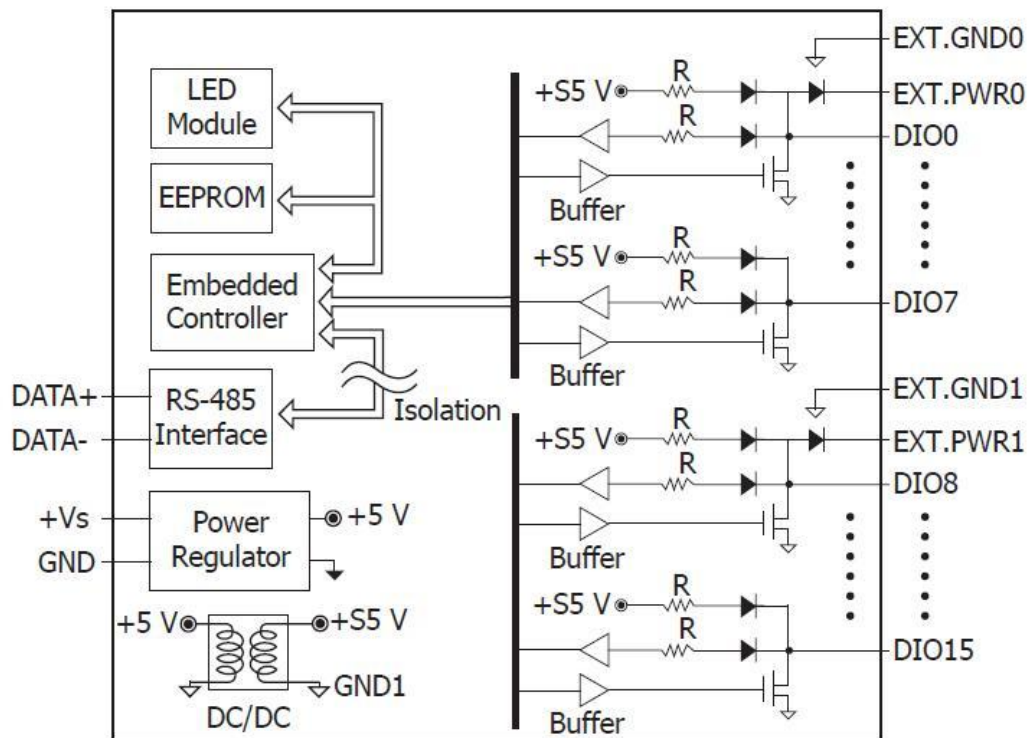 LED
Module
EEPROM
Embedded
Controller
RS-485
Interface
Isolation
DATA+
DATA-
Power
Regulator
+Vs
GND
+5 V
+5 V
+S5 V
GND1
DC/DC
EXT.GND0
+S5 V
R
EXT.PWR0
R
DIO0
Buffer
+S5 V
R
R
DIO7
Buffer
EXT.GND1
+S5 V
R
EXT.PWR1
R
DIO8
Buffer
+S5 V
R
R
DIO15
Buffer